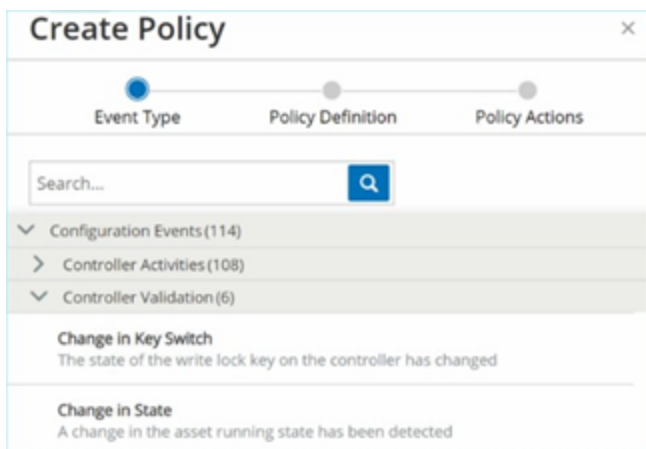 Create Policy
Event Type
Policy Definition
Policy Actions
Search...
Configuration Events (114)
Controller Activities (108)
Controller Validation (6)
Change in Key Switch
The state of the write lock key on the controller has changed
Change in State
A change in the asset running state has been detected